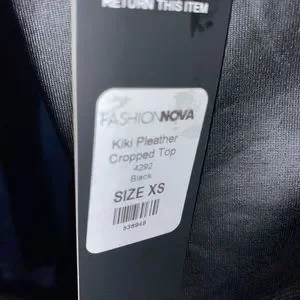 RETURN THIS ITEM
FASHIONNOVA
Kiki Pleather
Cropped Top
4292
Black
SIZE XS
538948